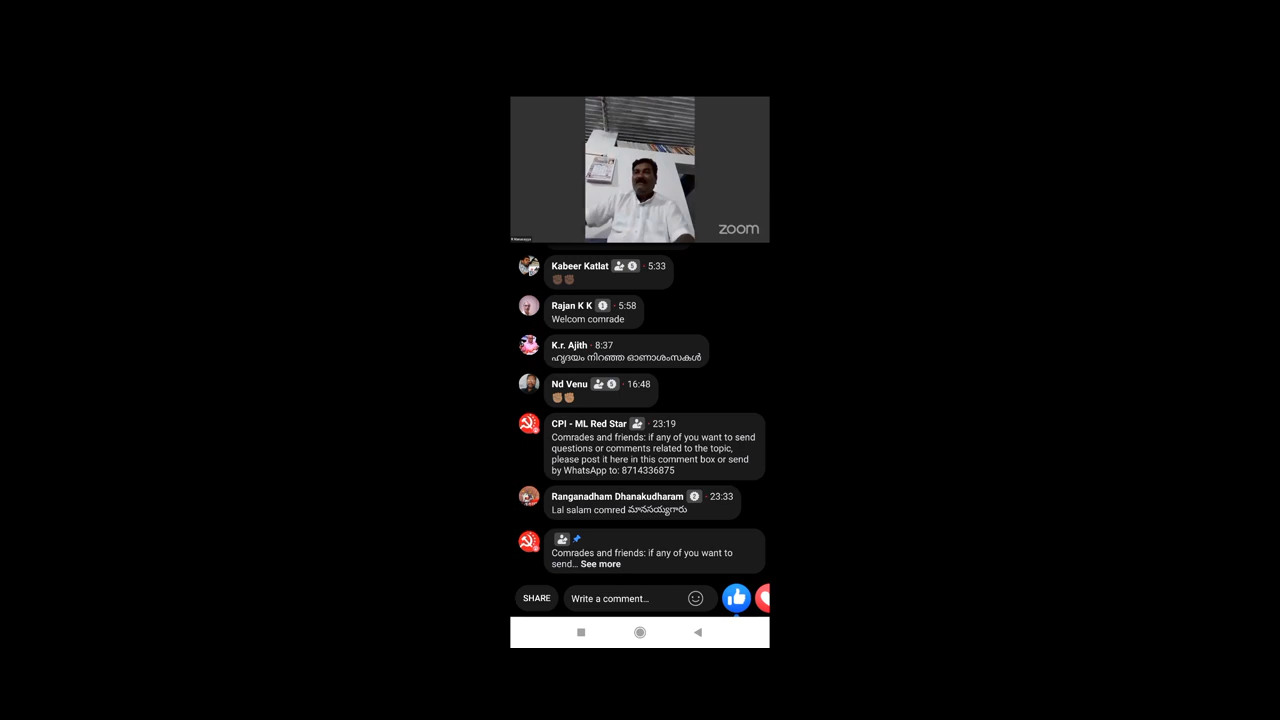 zoom
Kabeer Katlat · 5:33
✊🏾✊🏾
Rajan K K · 5:58
Welcom comrade
K.r. Ajith · 8:37
ഹൃദയം നിറഞ്ഞ ഓണാശംസകൾ
Nd Venu · 16:48
✊🏽✊🏽
CPI - ML Red Star · 23:19
Comrades and friends: if any of you want to send
questions or comments related to the topic,
please post it here in this comment box or send
by WhatsApp to: 8714336875
Ranganadham Dhanakudharam · 23:33
Lal salam comred మానసయ్యగారు
Comrades and friends: if any of you want to
send... See more
SHARE
Write a comment...